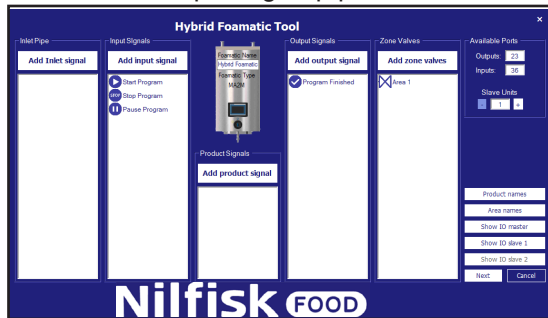 Hybrid Foamatic Tool
×
Inlet Pipe
Add Inlet signal
Input Signals
Add input signal
Start Program
STOP Stop Program
Pause Program
Foamatic Name
Hybrid Foamatic
Foamatic Type
MA2M
Product Signals
Add product signal
Output Signals
Add output signal
Program Finished
Zone Valves
Add zone valves
Area 1
Available Ports
Outputs: 23
Inputs: 36
Slave Units
- 1 +
Product names
Area names
Show IO master
Show IO slave 1
Show IO slave 2
Next Cancel
Nilfisk FOOD